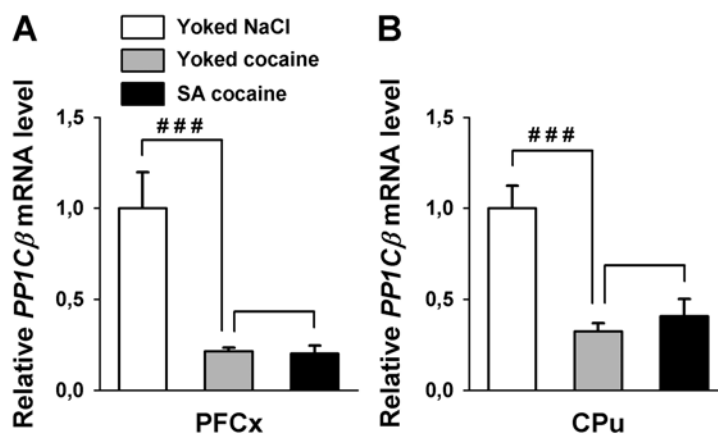 A
Yoked NaCl
Yoked cocaine
SA cocaine
B
Relative PP1Cβ mRNA level
1,5
1,0
0,5
0,0
###
PFCx
Relative PP1Cβ mRNA level
1,5
1,0
0,5
0,0
###
CPu